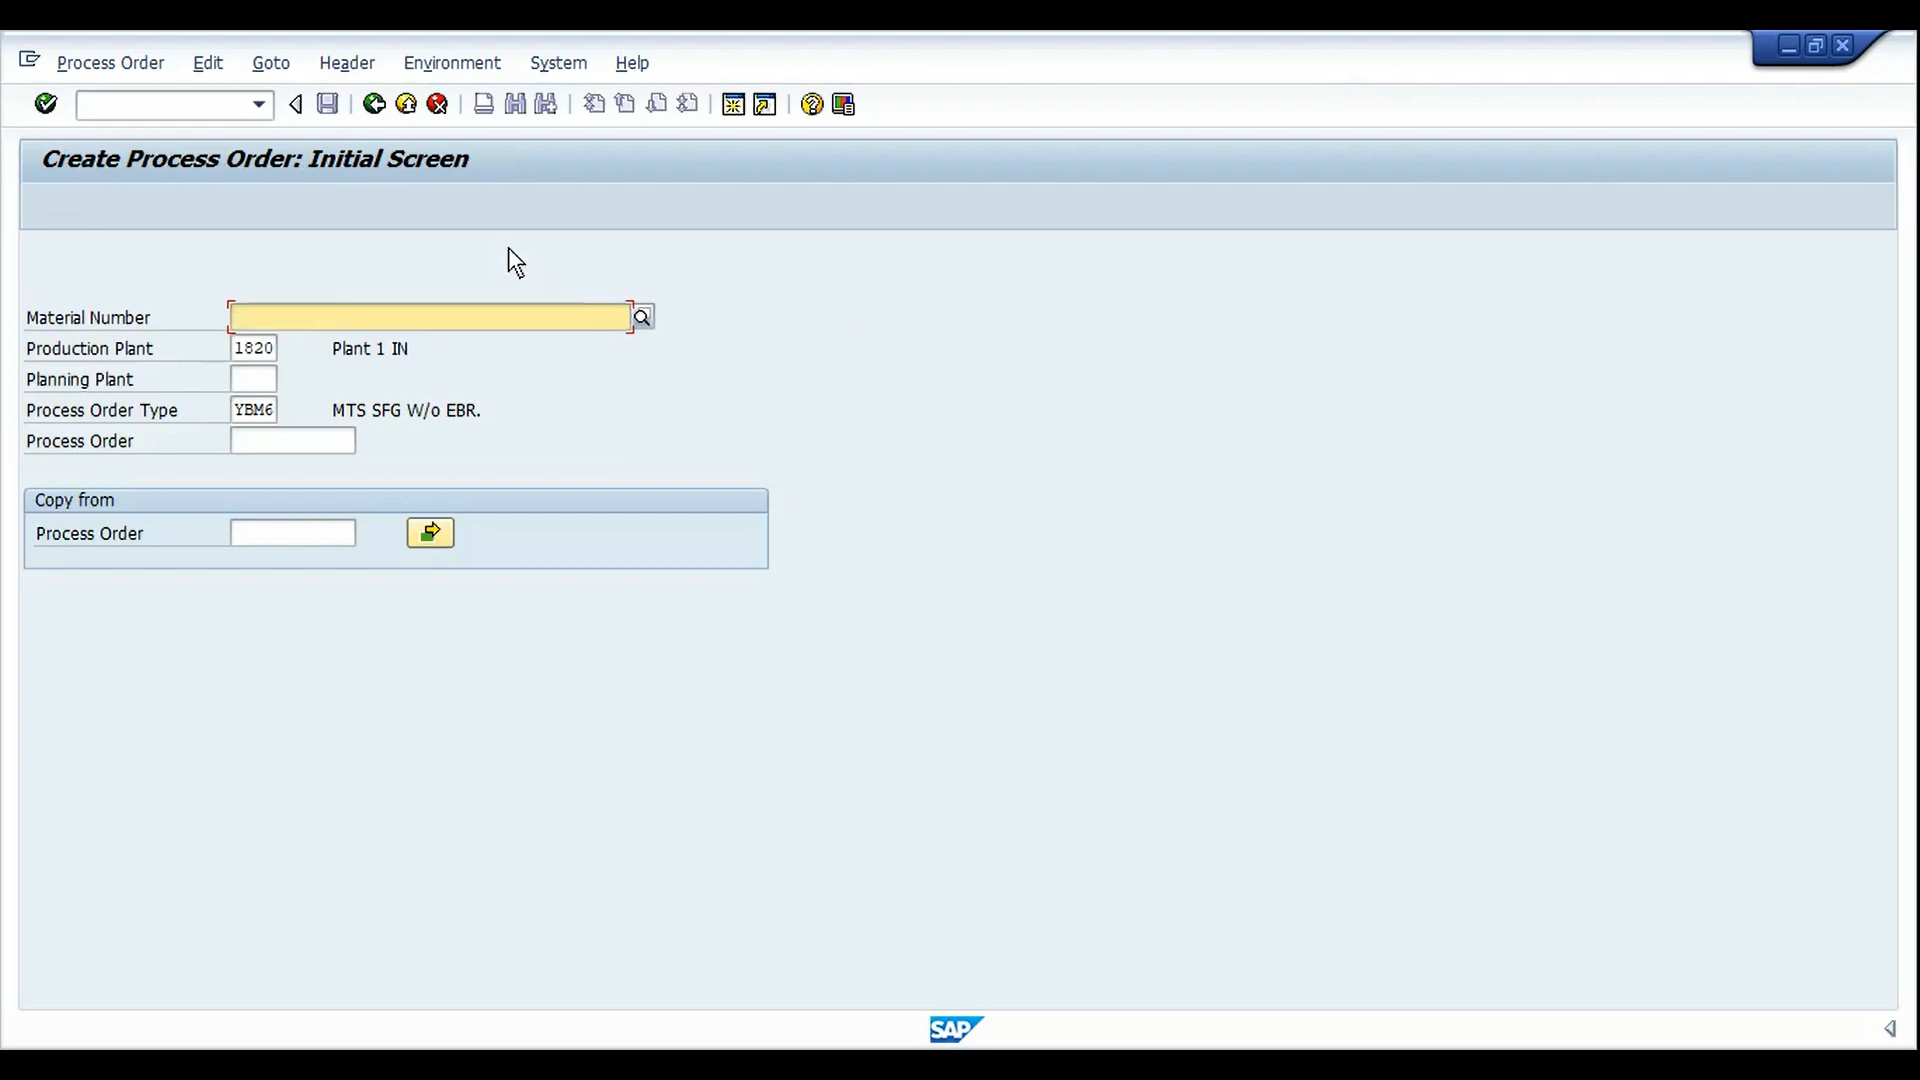 Process Order Edit Goto Header Environment System Help
Create Process Order: Initial Screen
Material Number
Production Plant 1820 Plant 1 IN
Planning Plant
Process Order Type YBM6 MTS SFG W/o EBR.
Process Order
Copy from
Process Order
SAP